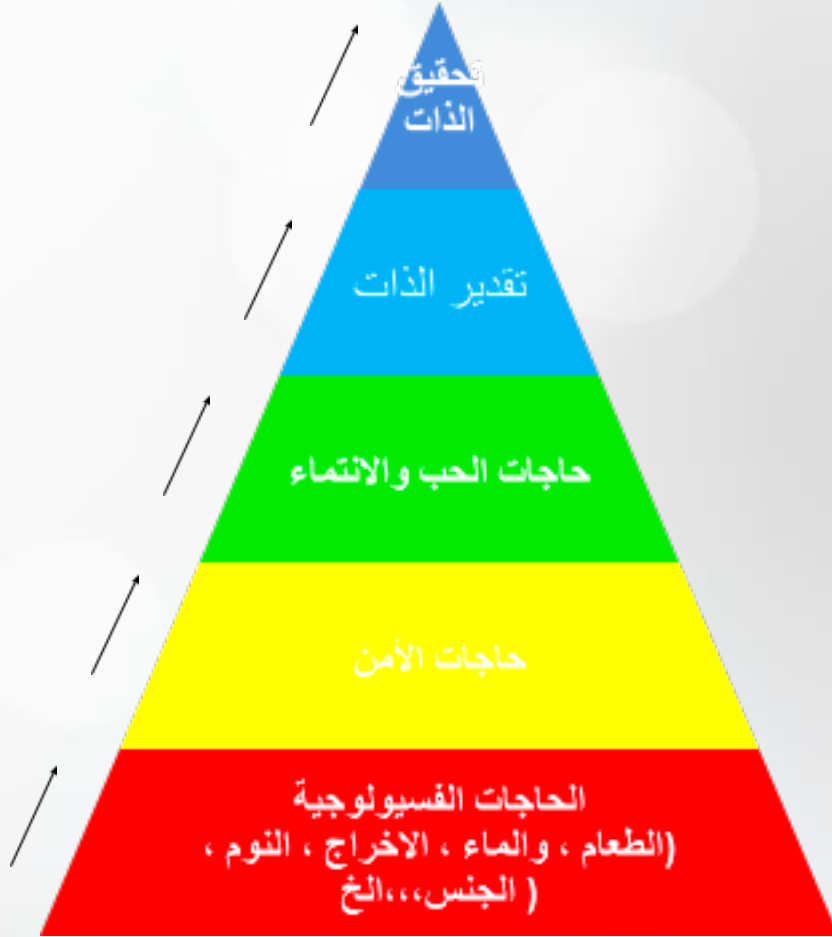 تحقيق
الذات
تقدير الذات
حاجات الحب والانتماء
حاجات الأمن
الحاجات الفسيولوجية
(الطعام ، والماء ، الاخراج ، النوم ،
الجنس،،،الخ )